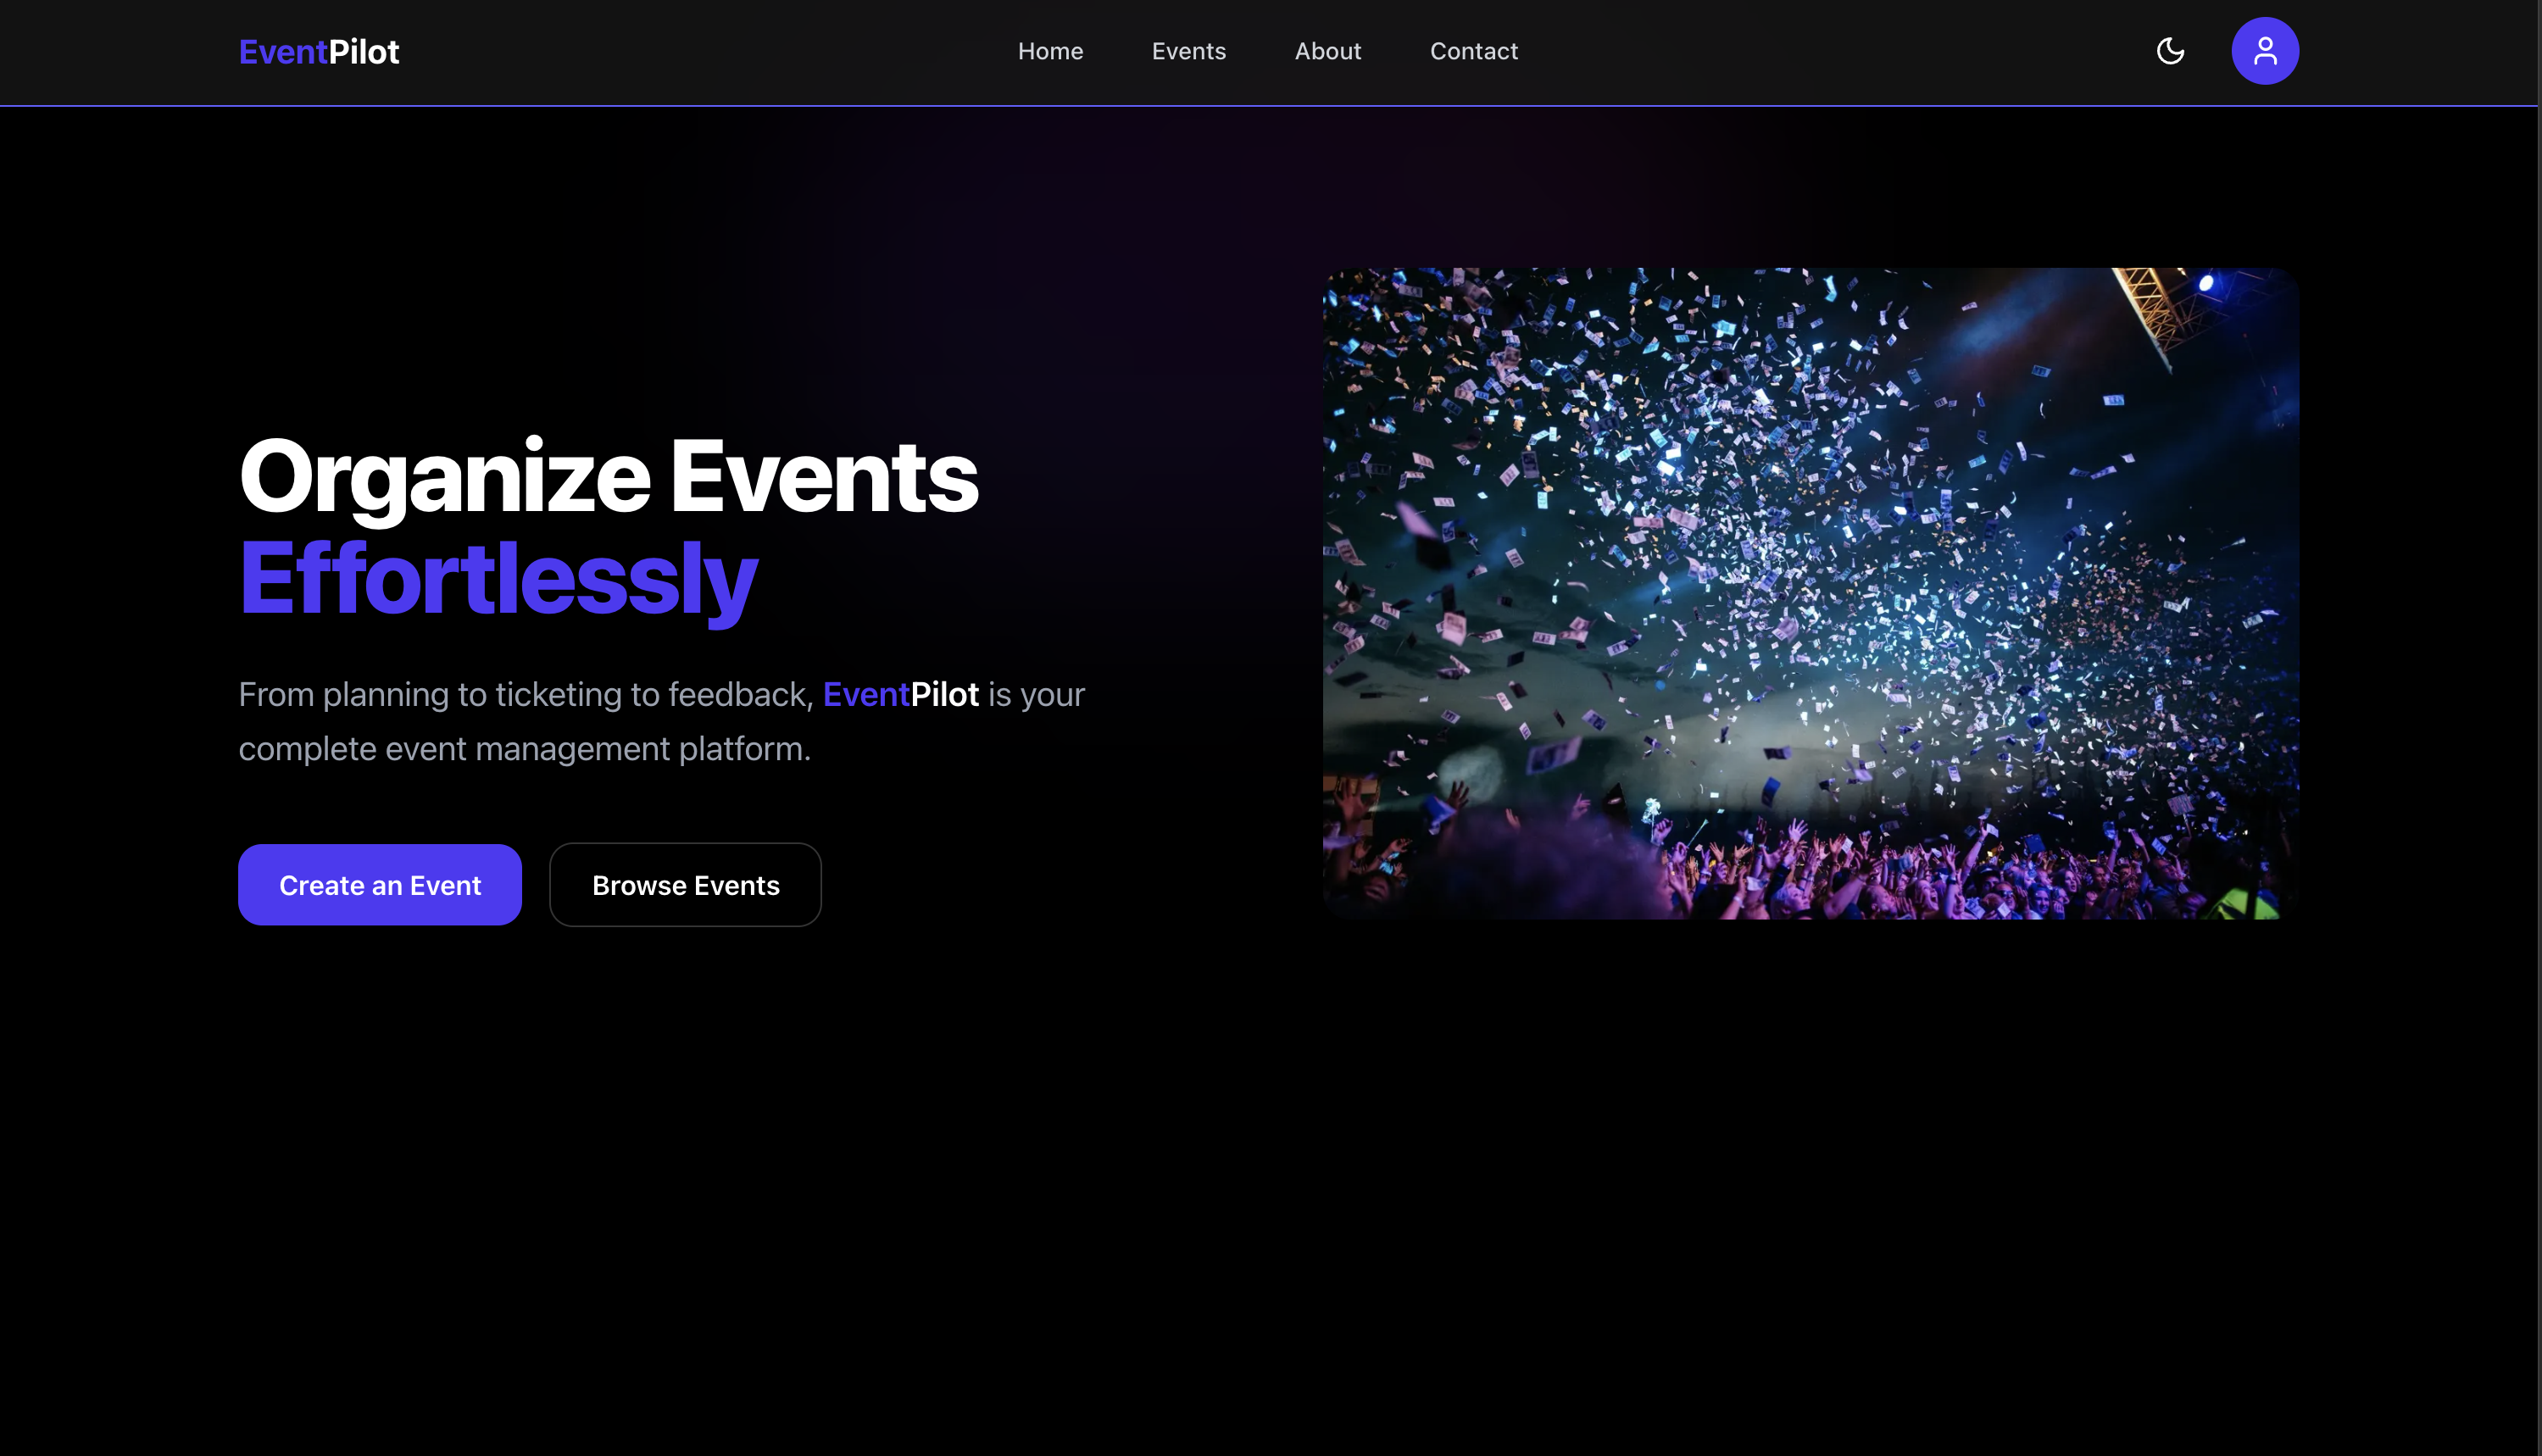 EventPilot
Home
Events
About
Contact
Organize Events
Effortlessly
From planning to ticketing to feedback, EventPilot is your
complete event management platform.
Create an Event
Browse Events